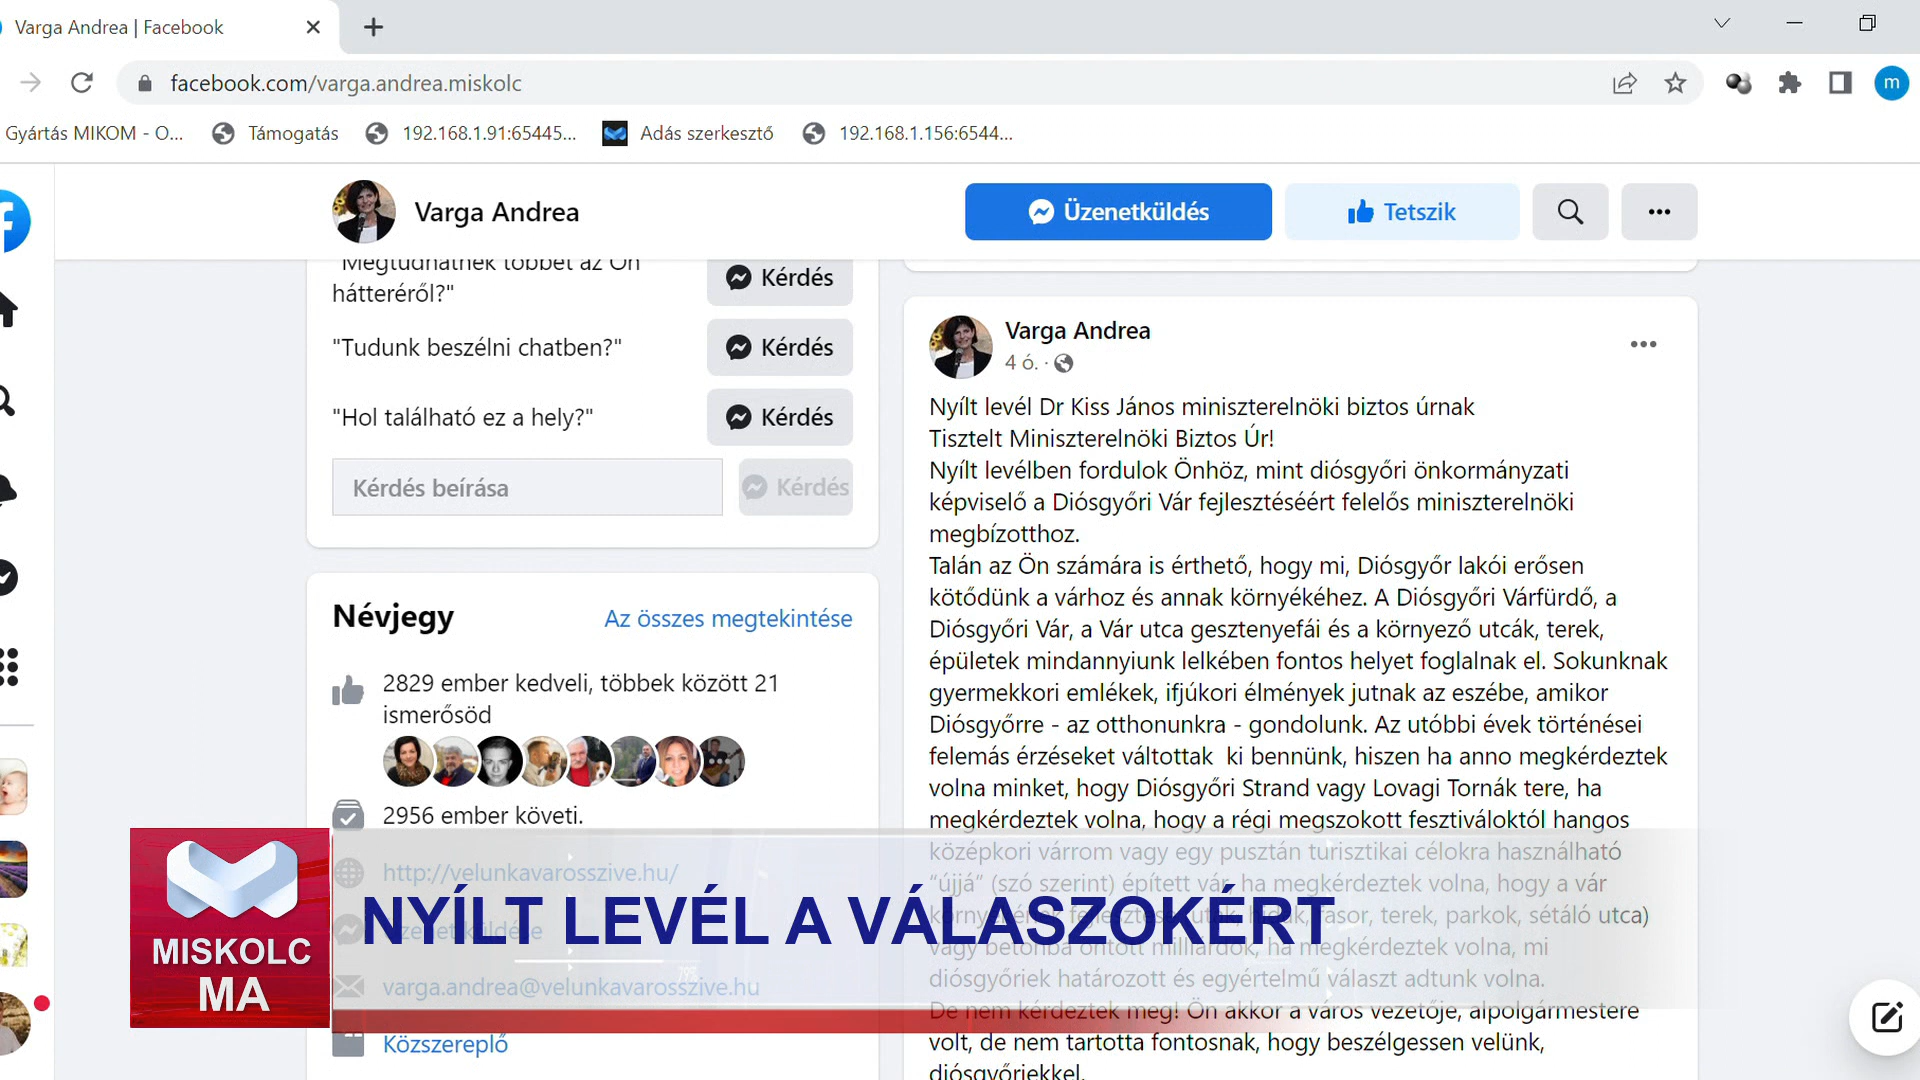 Varga Andrea | Facebook
facebook.com/varga.andrea.miskolc
m
Gyártás MIKOM - O...
Támogatás
192.168.1.91:65445...
Adás szerkesztő
192.168.1.156:6544...
Varga Andrea
Üzenetküldés
Tetszik
"Megtudhatnék többet az Ön
hátteréről?"
Kérdés
"Tudunk beszélni chatben?"
Kérdés
"Hol található ez a hely?"
Kérdés
Kérdés beírása
Kérdés
Névjegy
Az összes megtekintése
2829 ember kedveli, többek között 21
ismerősöd
2956 ember követi.
http://velunkavarosszive.hu/
Üzenetküldése
varga.andrea@velunkavarosszive.hu
Közszereplő
Varga Andrea
4 ó. ·
Nyílt levél Dr Kiss János miniszterelnöki biztos úrnak
Tisztelt Miniszterelnöki Biztos Úr!
Nyílt levélben fordulok Önhöz, mint diósgyőri önkormányzati
képviselő a Diósgyőri Vár fejlesztéséért felelős miniszterelnöki
megbízotthoz.
Talán az Ön számára is érthető, hogy mi, Diósgyőr lakói erősen
kötődünk a várhoz és annak környékéhez. A Diósgyőri Várfürdő, a
Diósgyőri Vár, a Vár utca gesztenyefái és a környező utcák, terek,
épületek mindannyiunk lelkében fontos helyet foglalnak el. Sokunknak
gyermekkori emlékek, ifjúkori élmények jutnak az eszébe, amikor
Diósgyőrre - az otthonunkra - gondolunk. Az utóbbi évek történései
felemás érzéseket váltottak ki bennünk, hiszen ha anno megkérdeztek
volna minket, hogy Diósgyőri Strand vagy Lovagi Tornák tere, ha
megkérdeztek volna, hogy a régi megszokott fesztiváloktól hangos
középkori várrom vagy egy pusztán turisztikai célokra használható
“újjá” (szó szerint) épített vár, ha megkérdeztek volna, hogy a vár
környékének fejlesztése (utak, hidak, fasor, terek, parkok, sétáló utca)
vagy betonba öntött milliárdok, ha megkérdeztek volna, mi
diósgyőriek határozott és egyértelmű választ adtunk volna.
De nem kérdeztek meg! Ön akkor a város vezetője, alpolgármestere
volt, de nem tartotta fontosnak, hogy beszélgessen velünk,
diósgyőriekkel.
NYÍLT LEVÉL A VÁLASZOKÉRT
MISKOLC
MA